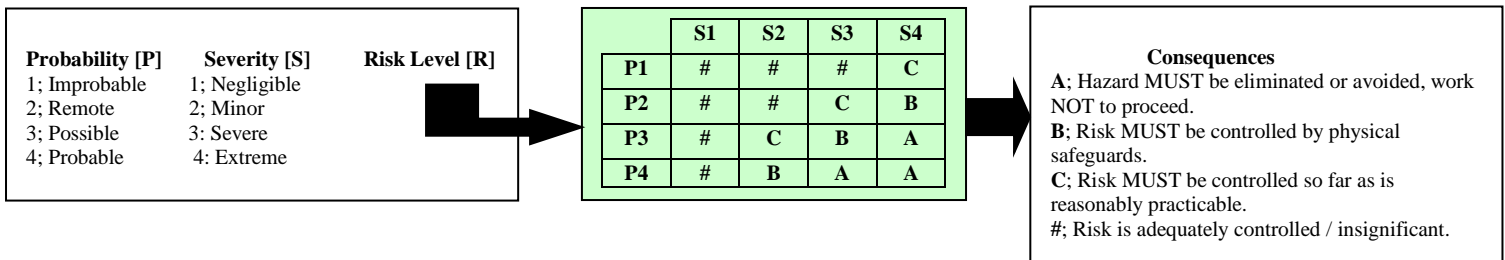 Probability [P] Severity [S] Risk Level [R]
1; Improbable 1; Negligible
2; Remote 2; Minor
3; Possible 3: Severe
4; Probable 4: Extreme
S1 S2 S3 S4
P1 # # # C
P2 # # C B
P3 # C B A
P4 # B A A
Consequences
A; Hazard MUST be eliminated or avoided, work
NOT to proceed.
B; Risk MUST be controlled by physical
safeguards.
C; Risk MUST be controlled so far as is
reasonably practicable.
#; Risk is adequately controlled / insignificant.